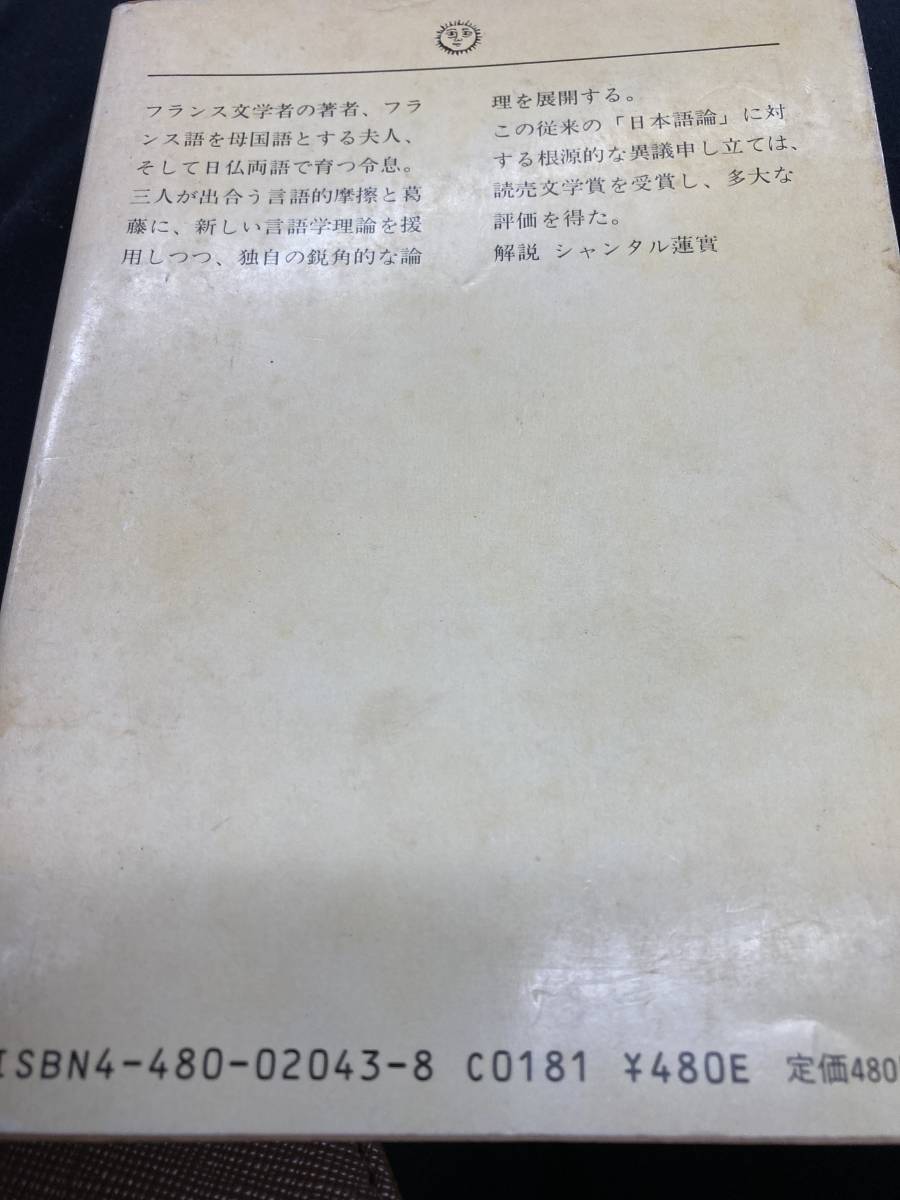 フランス文学者の著者、フラ
ンス語を母国語とする夫人、
そして日仏両語で育つ令息。
三人が出合う言語的摩擦と葛
藤に、新しい言語学理論を援
用しつつ、独自の鋭角的な論
理を展開する。
この従来の「日本語論」に対
する根源的な異議申し立ては、
読売文学賞を受賞し、多大な
評価を得た。
解説 シャンタル蓮實
ISBN4-480-02043-8 C0181 ¥480E 定価480